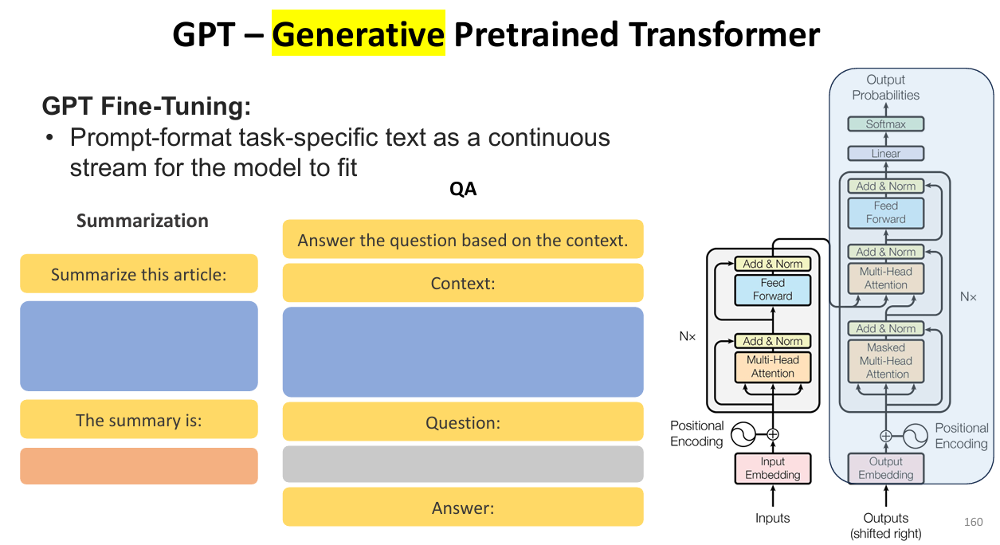 GPT – Generative Pretrained Transformer
GPT Fine-Tuning:
• Prompt-format task-specific text as a continuous
stream for the model to fit
Summarization
Summarize this article:
The summary is:
QA
Answer the question based on the context.
Context:
Question:
Answer:
Add & Norm
Feed
Forward
N×
Add & Norm
Multi-Head
Attention
Positional
Encoding
Input
Embedding
Inputs
Output
Probabilities
Softmax
Linear
Add & Norm
Feed
Forward
Add & Norm
Multi-Head
Attention
N×
Add & Norm
Masked
Multi-Head
Attention
Positional
Encoding
Output
Embedding
Outputs
(shifted right)
160